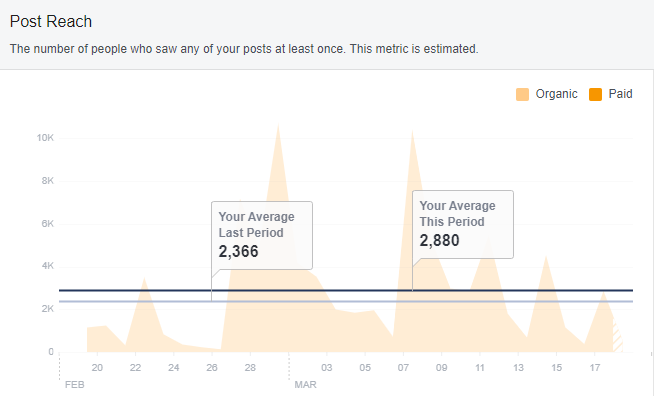 Post Reach
The number of people who saw any of your posts at least once. This metric is estimated.
Organic Paid
10K
8K
6K
4K
2K
0
Your Average
Last Period
2,366
Your Average
This Period
2,880
20 22 24 26 28 03 05 07 09 11 13 15 17
FEB MAR